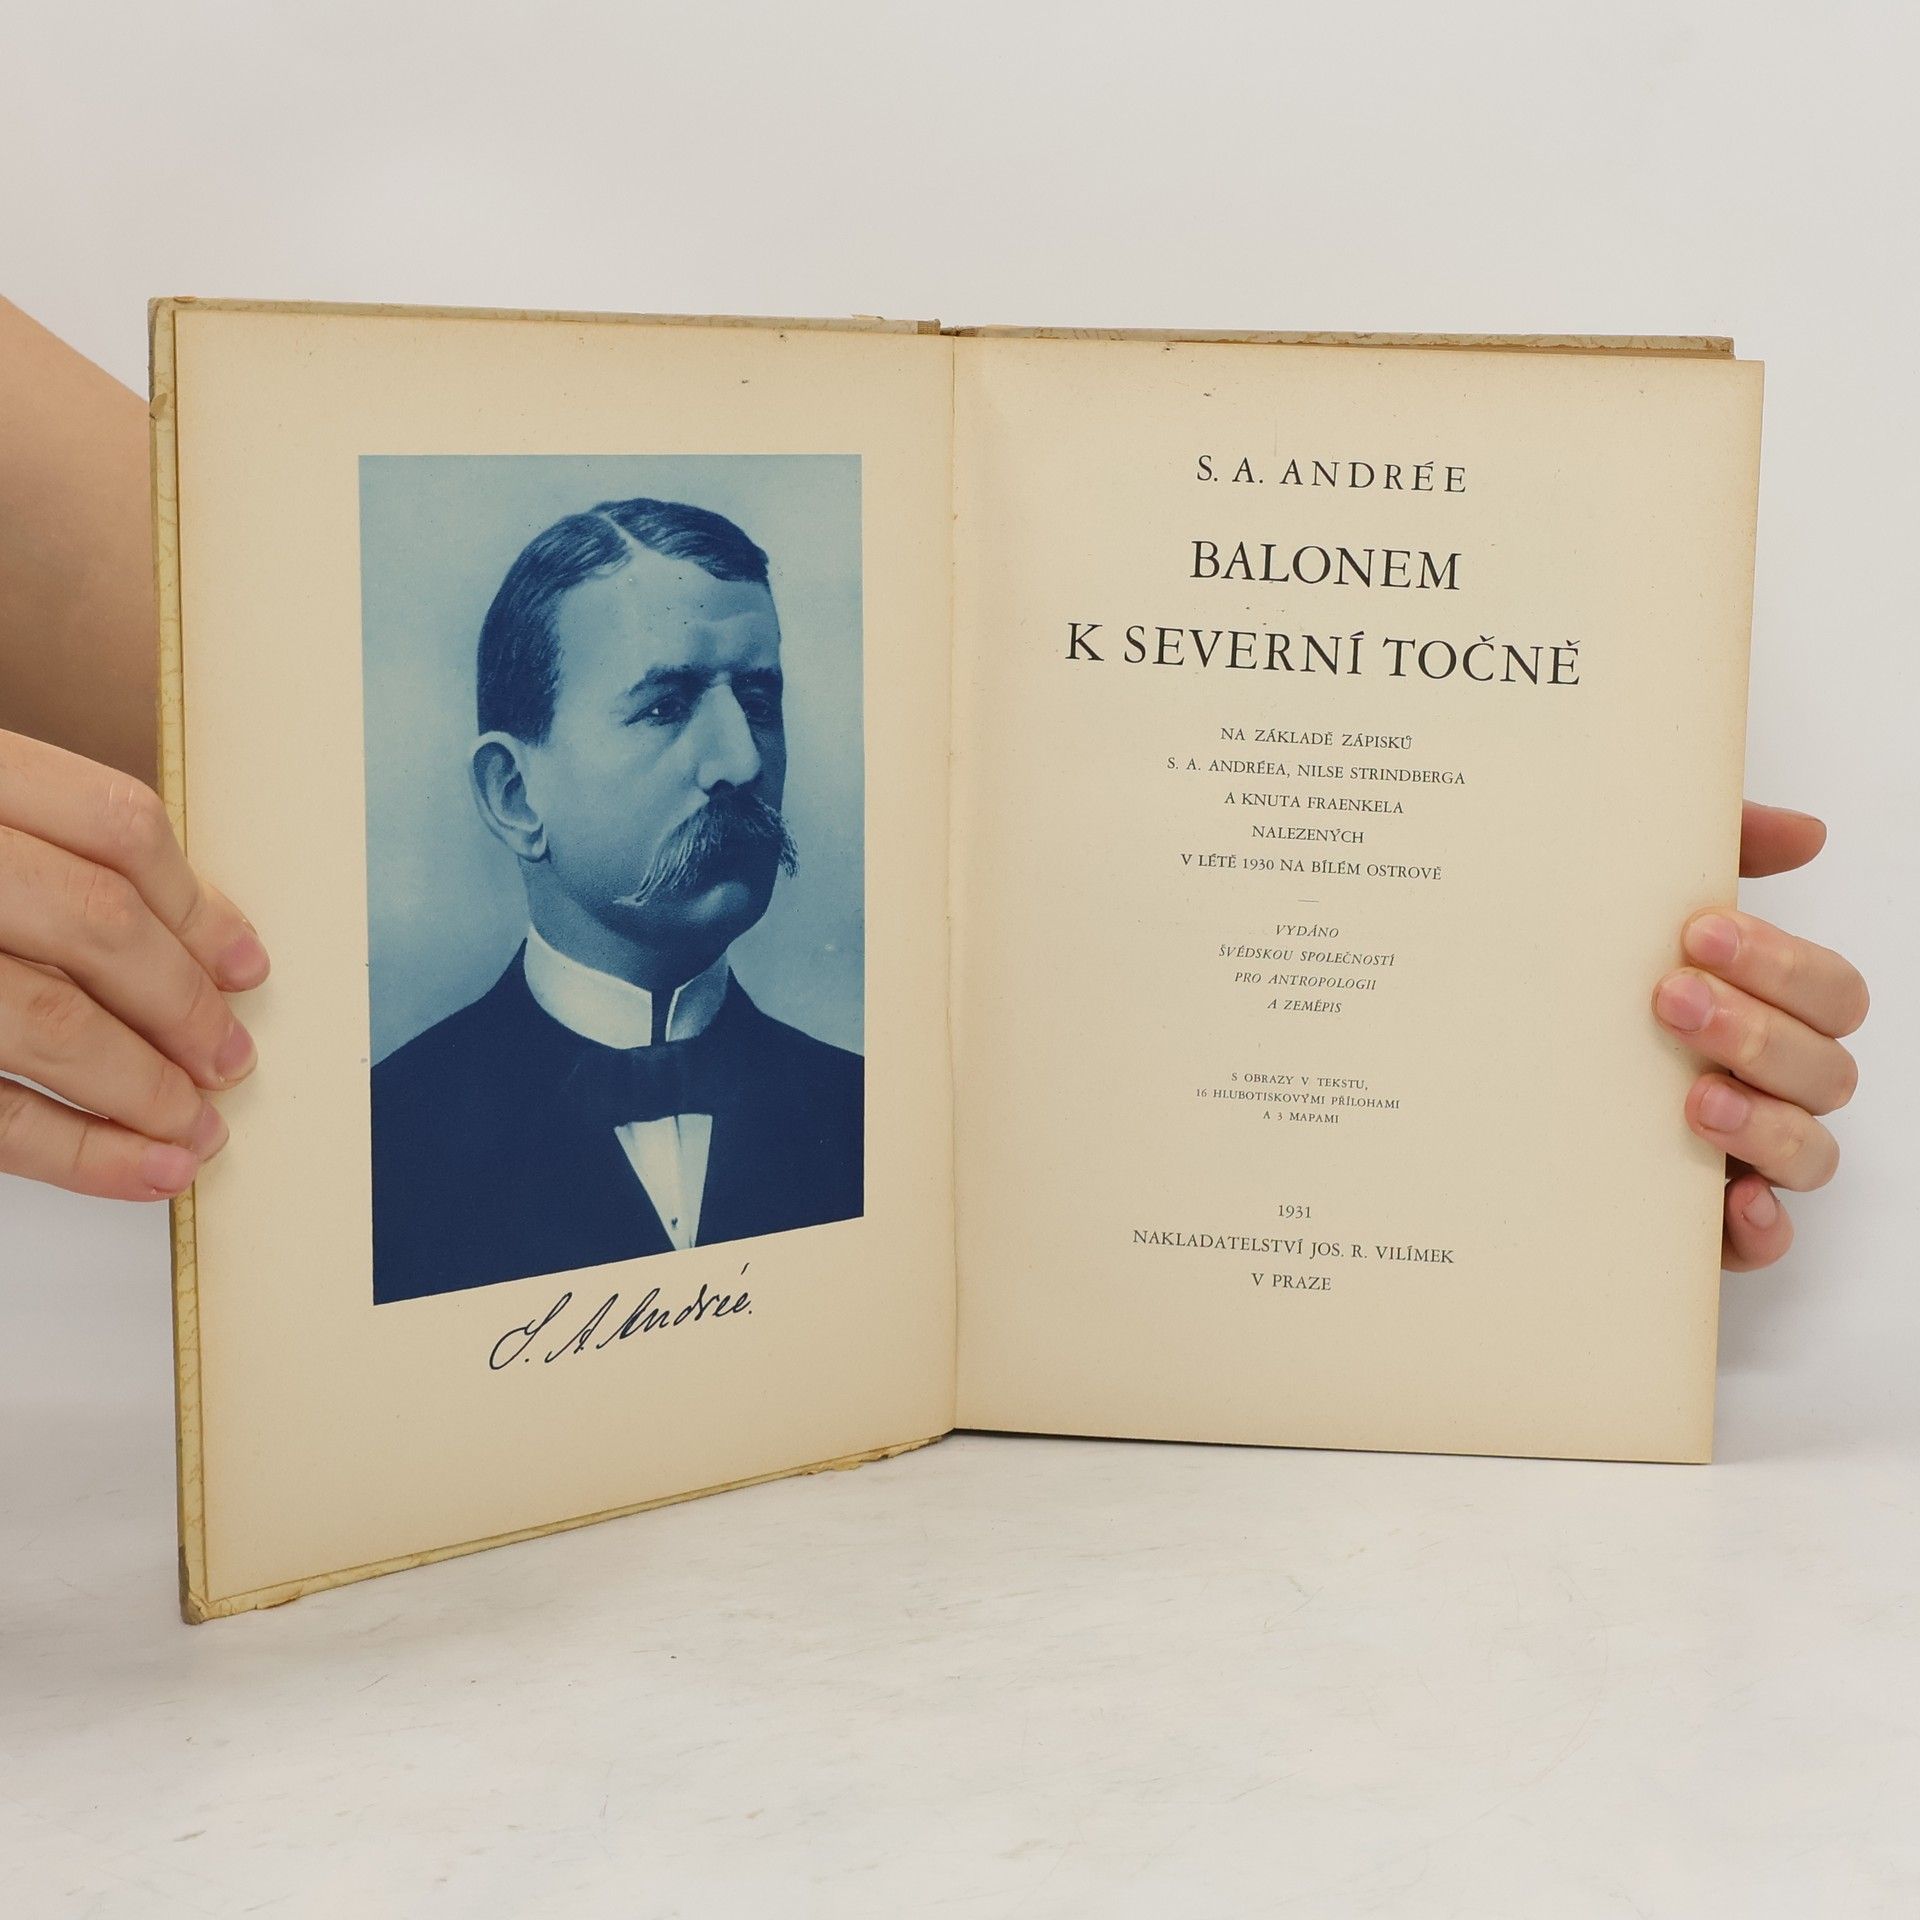 S. A. Andrée.
S. A. ANDRÉE
BALONEM
K SEVERNÍ TOČNĚ
NA ZÁKLADĚ ZÁPISKŮ
S. A. ANDRÉEA, NILSE STRINDBERGA
A KNUTA FRAENKELA
NALEZENÝCH
V LÉTĚ 1930 NA BÍLÉM OSTROVĚ
VYDÁNO
ŠVÉDSKOU SPOLEČNOSTÍ
PRO ANTROPOLOGII
A ZEMĚPIS
S OBRAZY V TEKSTU,
16 HLUBOTISKOVÝMI PŘÍLOHAMI
A 3 MAPAMI
1931
NAKLADATELSTVÍ JOS. R. VILÍMEK
V PRAZE